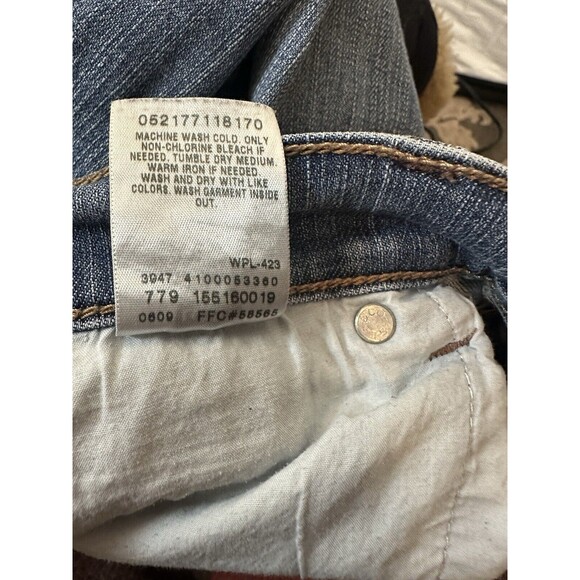 052177118170
MACHINE WASH COLD. ONLY
NON-CHLORINE BLEACH IF
NEEDED. TUMBLE DRY MEDIUM.
WARM IRON IF NEEDED.
WASH AND DRY WITH LIKE
COLORS. WASH GARMENT INSIDE
OUT.
WPL-423
3947 4100053360
779 155160019
0609 FFC#58565